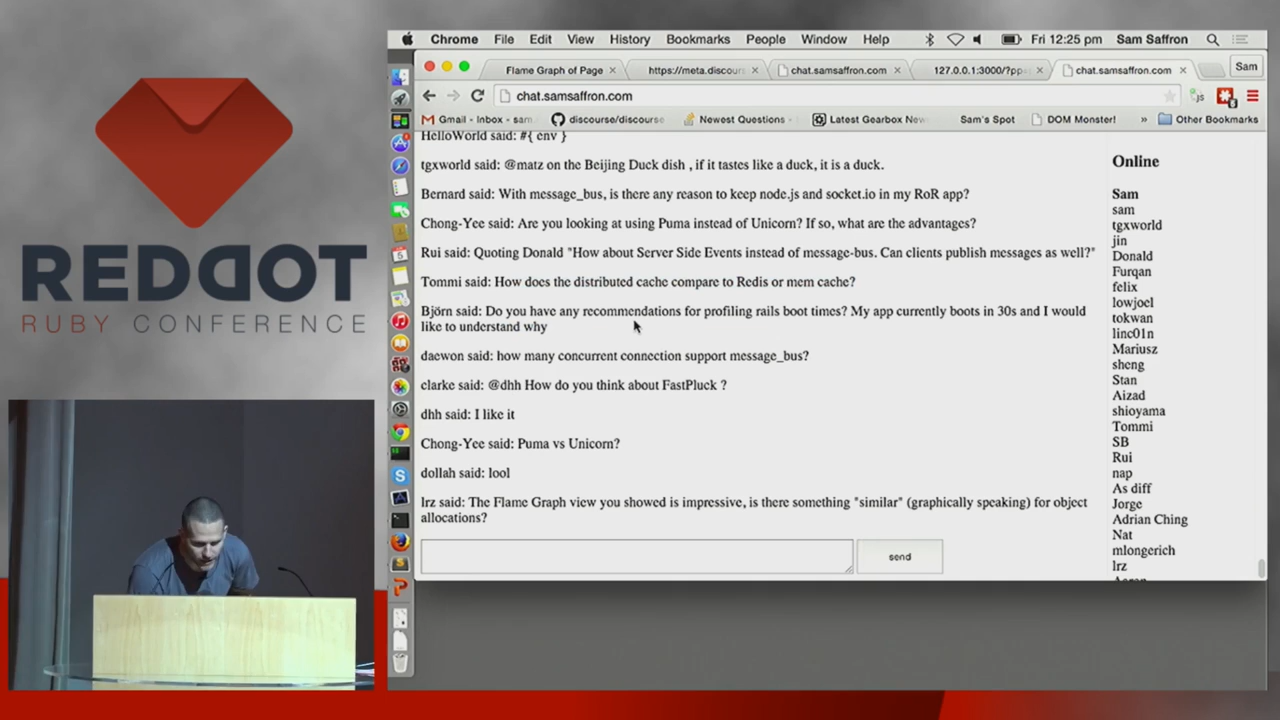 REDDOT
RUBY CONFERENCE
Chrome File Edit View History Bookmarks People Window Help Fri 12:25 pm Sam Saffron
Flame Graph of Page × https://meta.discours × chat.samsaffron.com × 127.0.0.1:3000/?pp= × chat.samsaffron.com × Sam
chat.samsaffron.com
Gmail - Inbox - sam discourse/discourse Newest Questions - Latest Gearbox New Sam's Spot DOM Monster! » Other Bookmarks
HelloWorld said: #{ env }
tgxworld said: @matz on the Beijing Duck dish , if it tastes like a duck, it is a duck.
Bernard said: With message_bus, is there any reason to keep node.js and socket.io in my RoR app?
Chong-Yee said: Are you looking at using Puma instead of Unicorn? If so, what are the advantages?
Rui said: Quoting Donald "How about Server Side Events instead of message-bus. Can clients publish messages as well?"
Tommi said: How does the distributed cache compare to Redis or mem cache?
Björn said: Do you have any recommendations for profiling rails boot times? My app currently boots in 30s and I would
like to understand why
daewon said: how many concurrent connection support message_bus?
clarke said: @dhh How do you think about FastPluck ?
dhh said: I like it
Chong-Yee said: Puma vs Unicorn?
dollah said: lool
lrz said: The Flame Graph view you showed is impressive, is there something "similar" (graphically speaking) for object
allocations?
send
Online
Sam
sam
tgxworld
jin
Donald
Furqan
felix
lowjoel
tokwan
linc01n
Mariusz
sheng
Stan
Aizad
shioyama
Tommi
SB
Rui
nap
As diff
Jorge
Adrian Ching
Nat
mlongerich
lrz